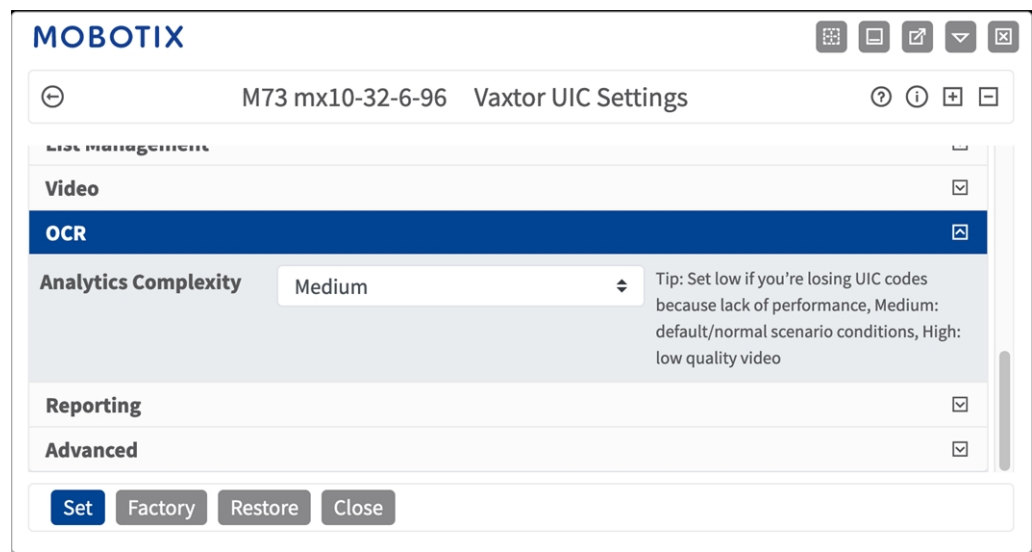 MOBOTIX
M73 mx10-32-6-96 Vaxtor UIC Settings
List Management
Video
OCR
Analytics Complexity
Medium
Tip: Set low if you're losing UIC codes
because lack of performance, Medium:
default/normal scenario conditions, High:
low quality video
Reporting
Advanced
Set Factory Restore Close